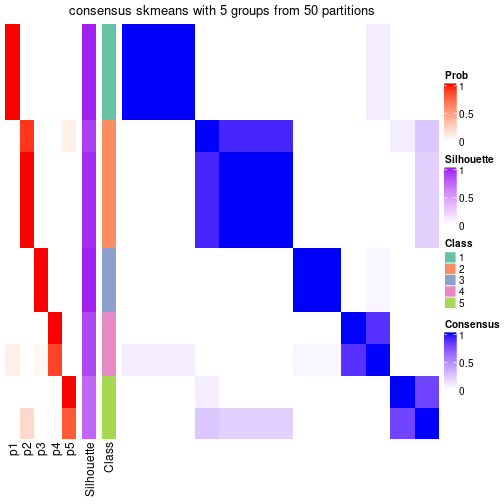 consensus skmeans with 5 groups from 50 partitions
Prob
1
0.5
0
Silhouette
1
0.5
0
Class
1
2
3
4
5
Consensus
1
0.5
0
p1
p2
p3
p4
p5
Silhouette
Class